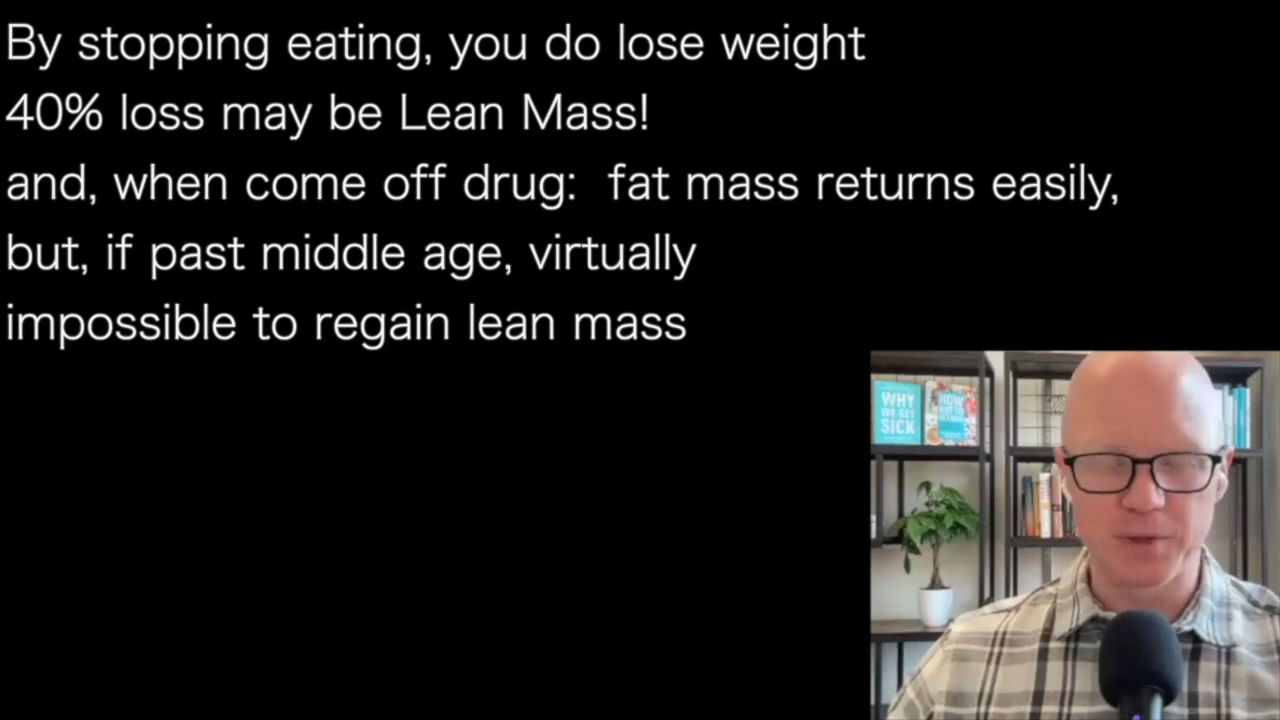 By stopping eating, you do lose weight
40% loss may be Lean Mass!
and, when come off drug:  fat mass returns easily,
but, if past middle age, virtually
impossible to regain lean mass
WHY
WE GET
SICK
HOW
NOT TO